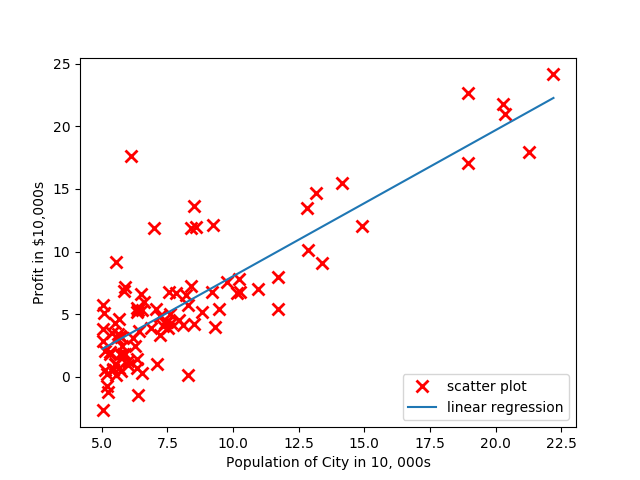 25
20
15
10
5
0
Profit in $10,000s
5.0 7.5 10.0 12.5 15.0 17.5 20.0 22.5
Population of City in 10, 000s
scatter plot
linear regression